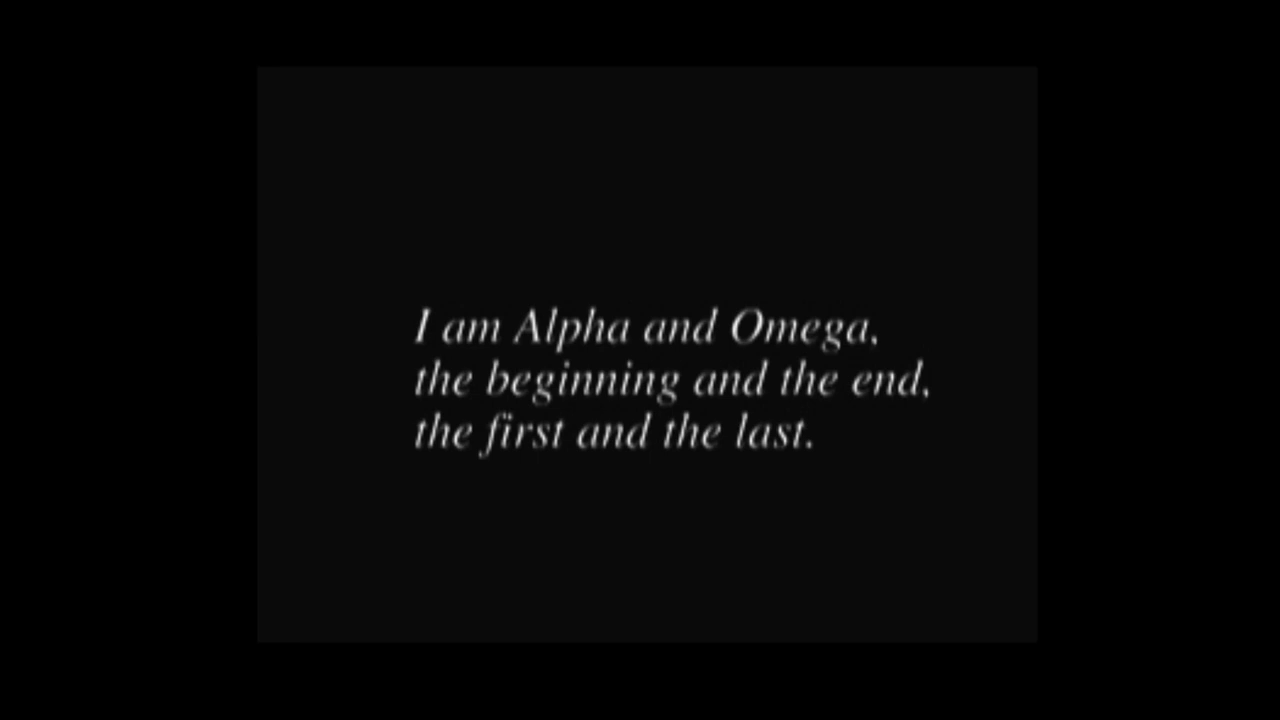 I am Alpha and Omega,
the beginning and the end,
the first and the last.